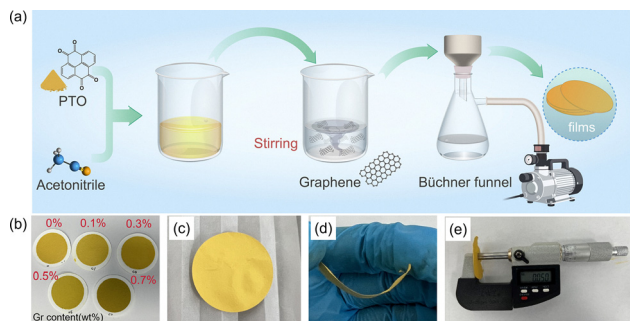 (a)
PTO
Acetonitrile
Stirring
Graphene
Büchner funnel
films
(b)
0%
0.1%
0.3%
0.5%
0.7%
Gr content(wt%)
(c)
(d)
(e)